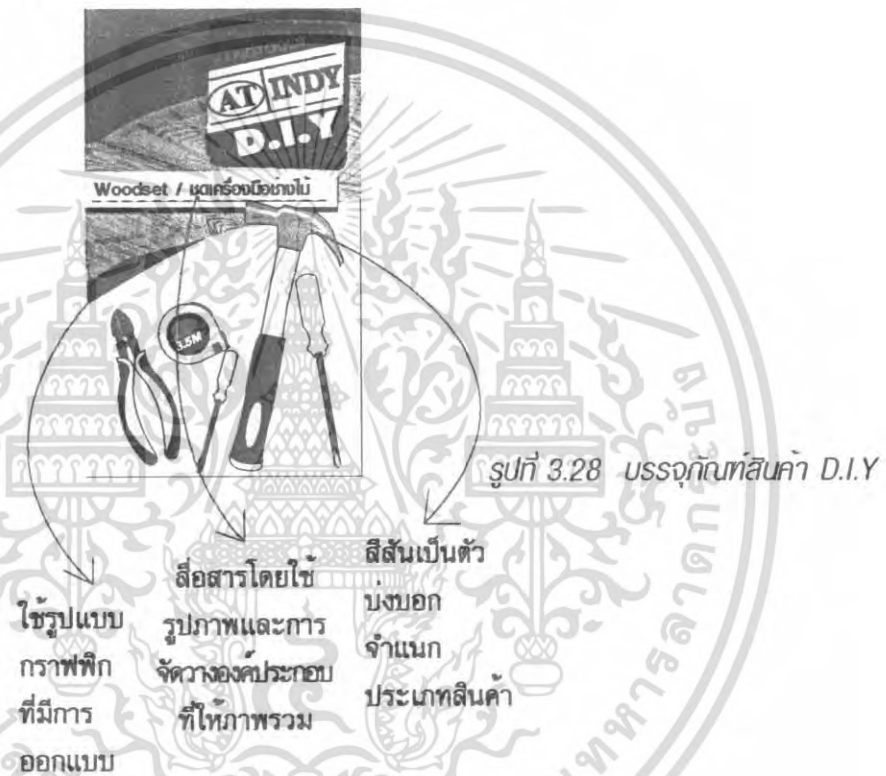 AT INDY
D.I.Y
Woodset / ชุดเครื่องมือช่างไม้
3.5M
รูปที่ 3.28 บรรจุภัณฑ์สินค้า D.I.Y
ใช้รูปแบบ
กราฟฟิก
ที่มีการ
ออกแบบ
สื่อสารโดยใช้
รูปภาพและการ
จัดวางองค์ประกอบ
ที่ให้ภาพรวม
สีสันเป็นตัว
บ่งบอก
จำแนก
ประเภทสินค้า